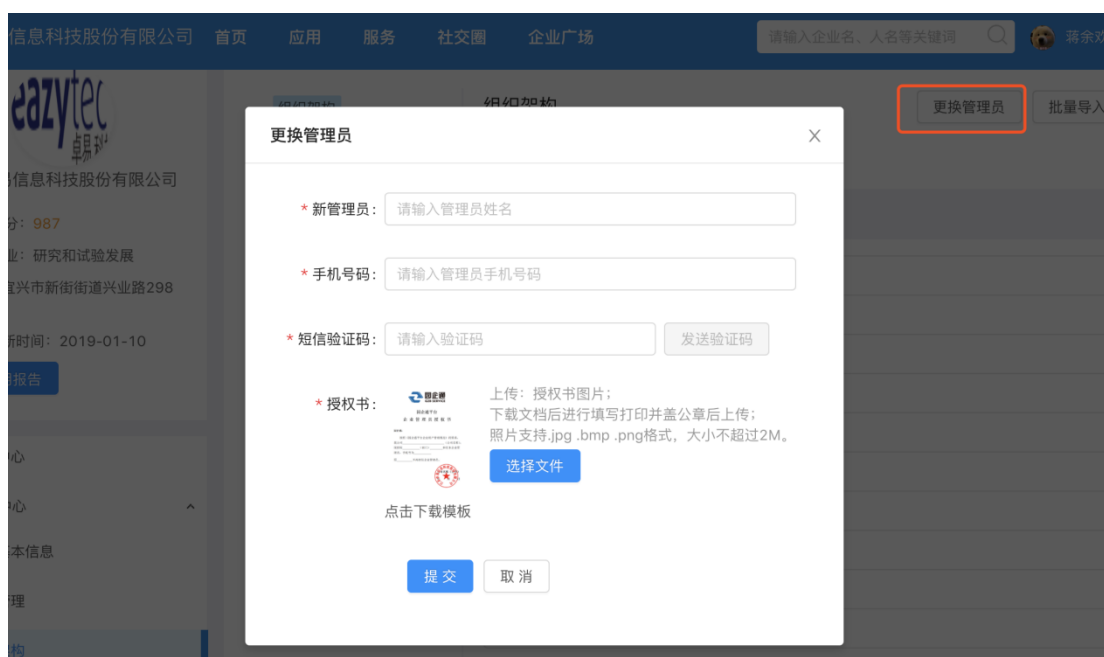 信息科技股份有限公司 首页 应用 服务 社交圈 企业广场 请输入企业名、人名等关键词 蒋余欢
eazytec
卓易科
组织架构 组织架构 更换管理员 批量导入
更换管理员
信息科技股份有限公司
* 新管理员: 请输入管理员姓名
分: 987
业: 研究和试验发展
* 手机号码: 请输入管理员手机号码
宜兴市新街街道兴业路298
* 短信验证码: 请输入验证码 发送验证码
新时间: 2019-01-10
报告
* 授权书:
上传: 授权书图片;
下载文档后进行填写打印并盖公章后上传;
照片支持.jpg .bmp .png格式, 大小不超过2M。
选择文件
点击下载模板
中心
中心
本信息
提 交 取 消
管理
架构